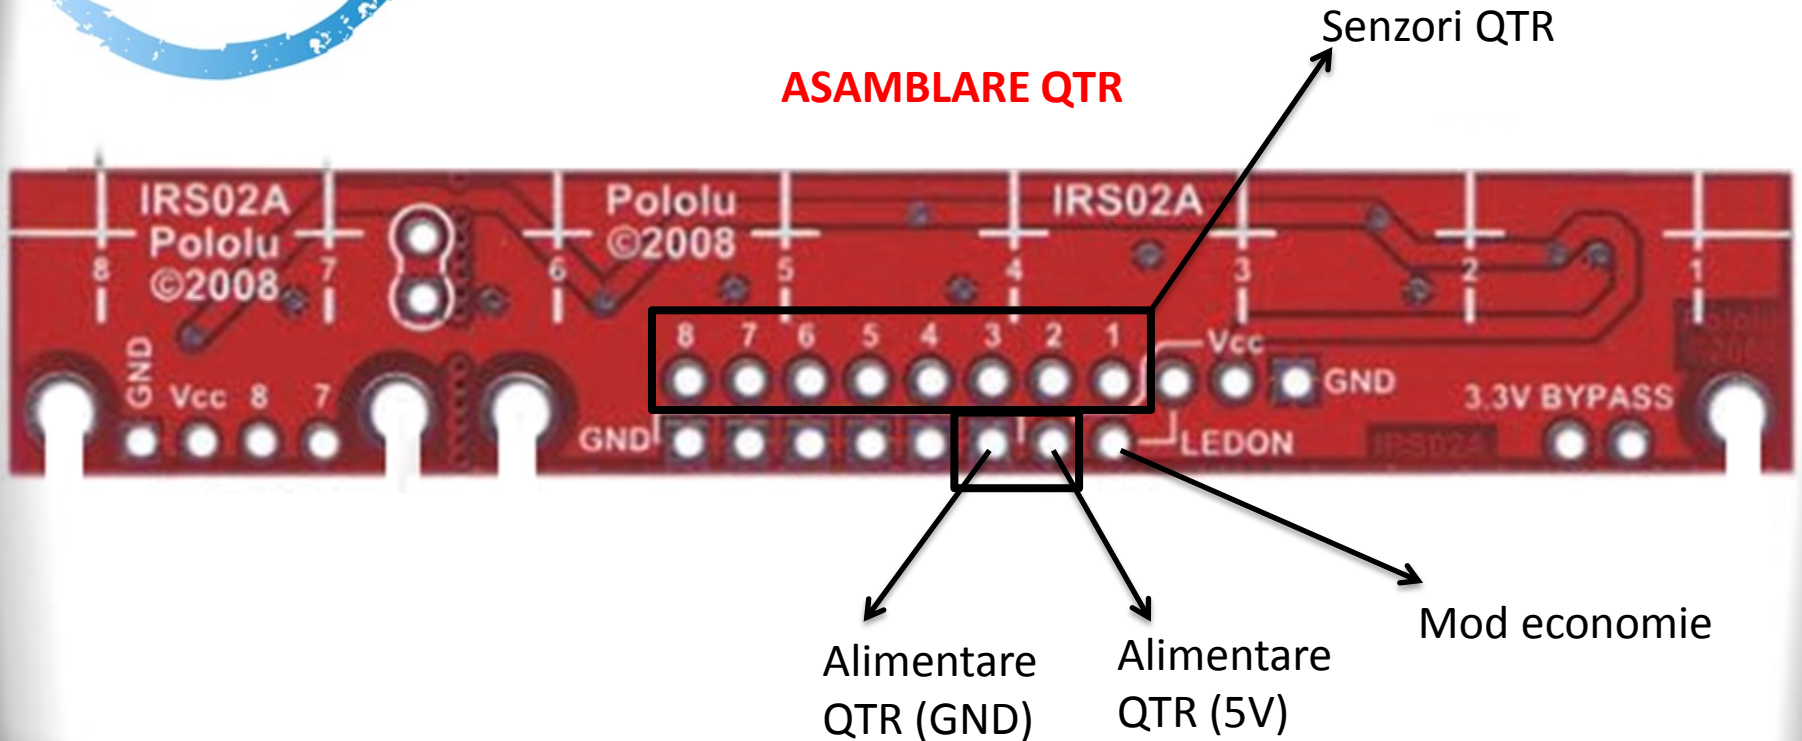 Senzori QTR
ASAMBLARE QTR
IRS02A
Pololu
©2008
Pololu
©2008
IRS02A
8
7
6
5
4
3
2
1
8 7 6 5 4 3 2 1
Vcc
GND
GND Vcc 8 7
3.3V BYPASS
GND
LEDON
IRS02A
Mod economie
Alimentare
QTR (GND)
Alimentare
QTR (5V)